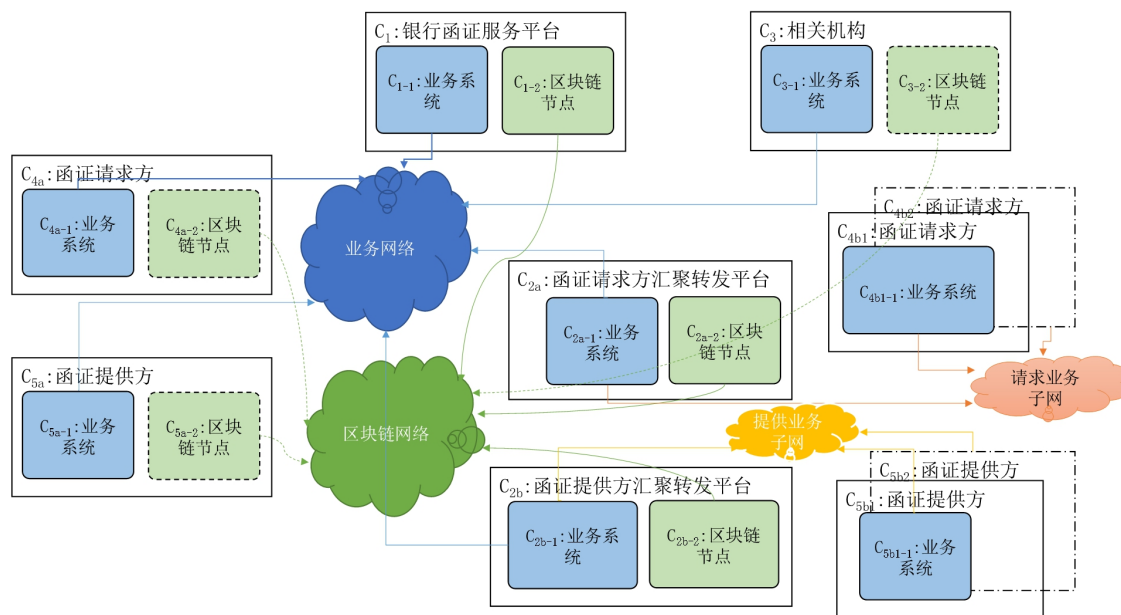 C1:银行函证服务平台
C1-1:业务系
统
C1-2:区块链
节点
C3:相关机构
C3-1:业务系
统
C3-2:区块链
节点
C4a:函证请求方
C4a-1:业务
系统
C4a-2:区块
链节点
业务网络
C4b2:函证请求方
C4b1:函证请求方
C4b1-1:业务系统
C2a:函证请求方汇聚转发平台
C2a-1:业务
系统
C2a-2:区块
链节点
C5a:函证提供方
C5a-1:业务
系统
C5a-2:区块
链节点
区块链网络
请求业务
子网
提供业务
子网
C2b:函证提供方汇聚转发平台
C2b-1:业务系
统
C2b-2:区块链
节点
C5b2:函证提供方
C5b1:函证提供方
C5b1-1:业务
系统